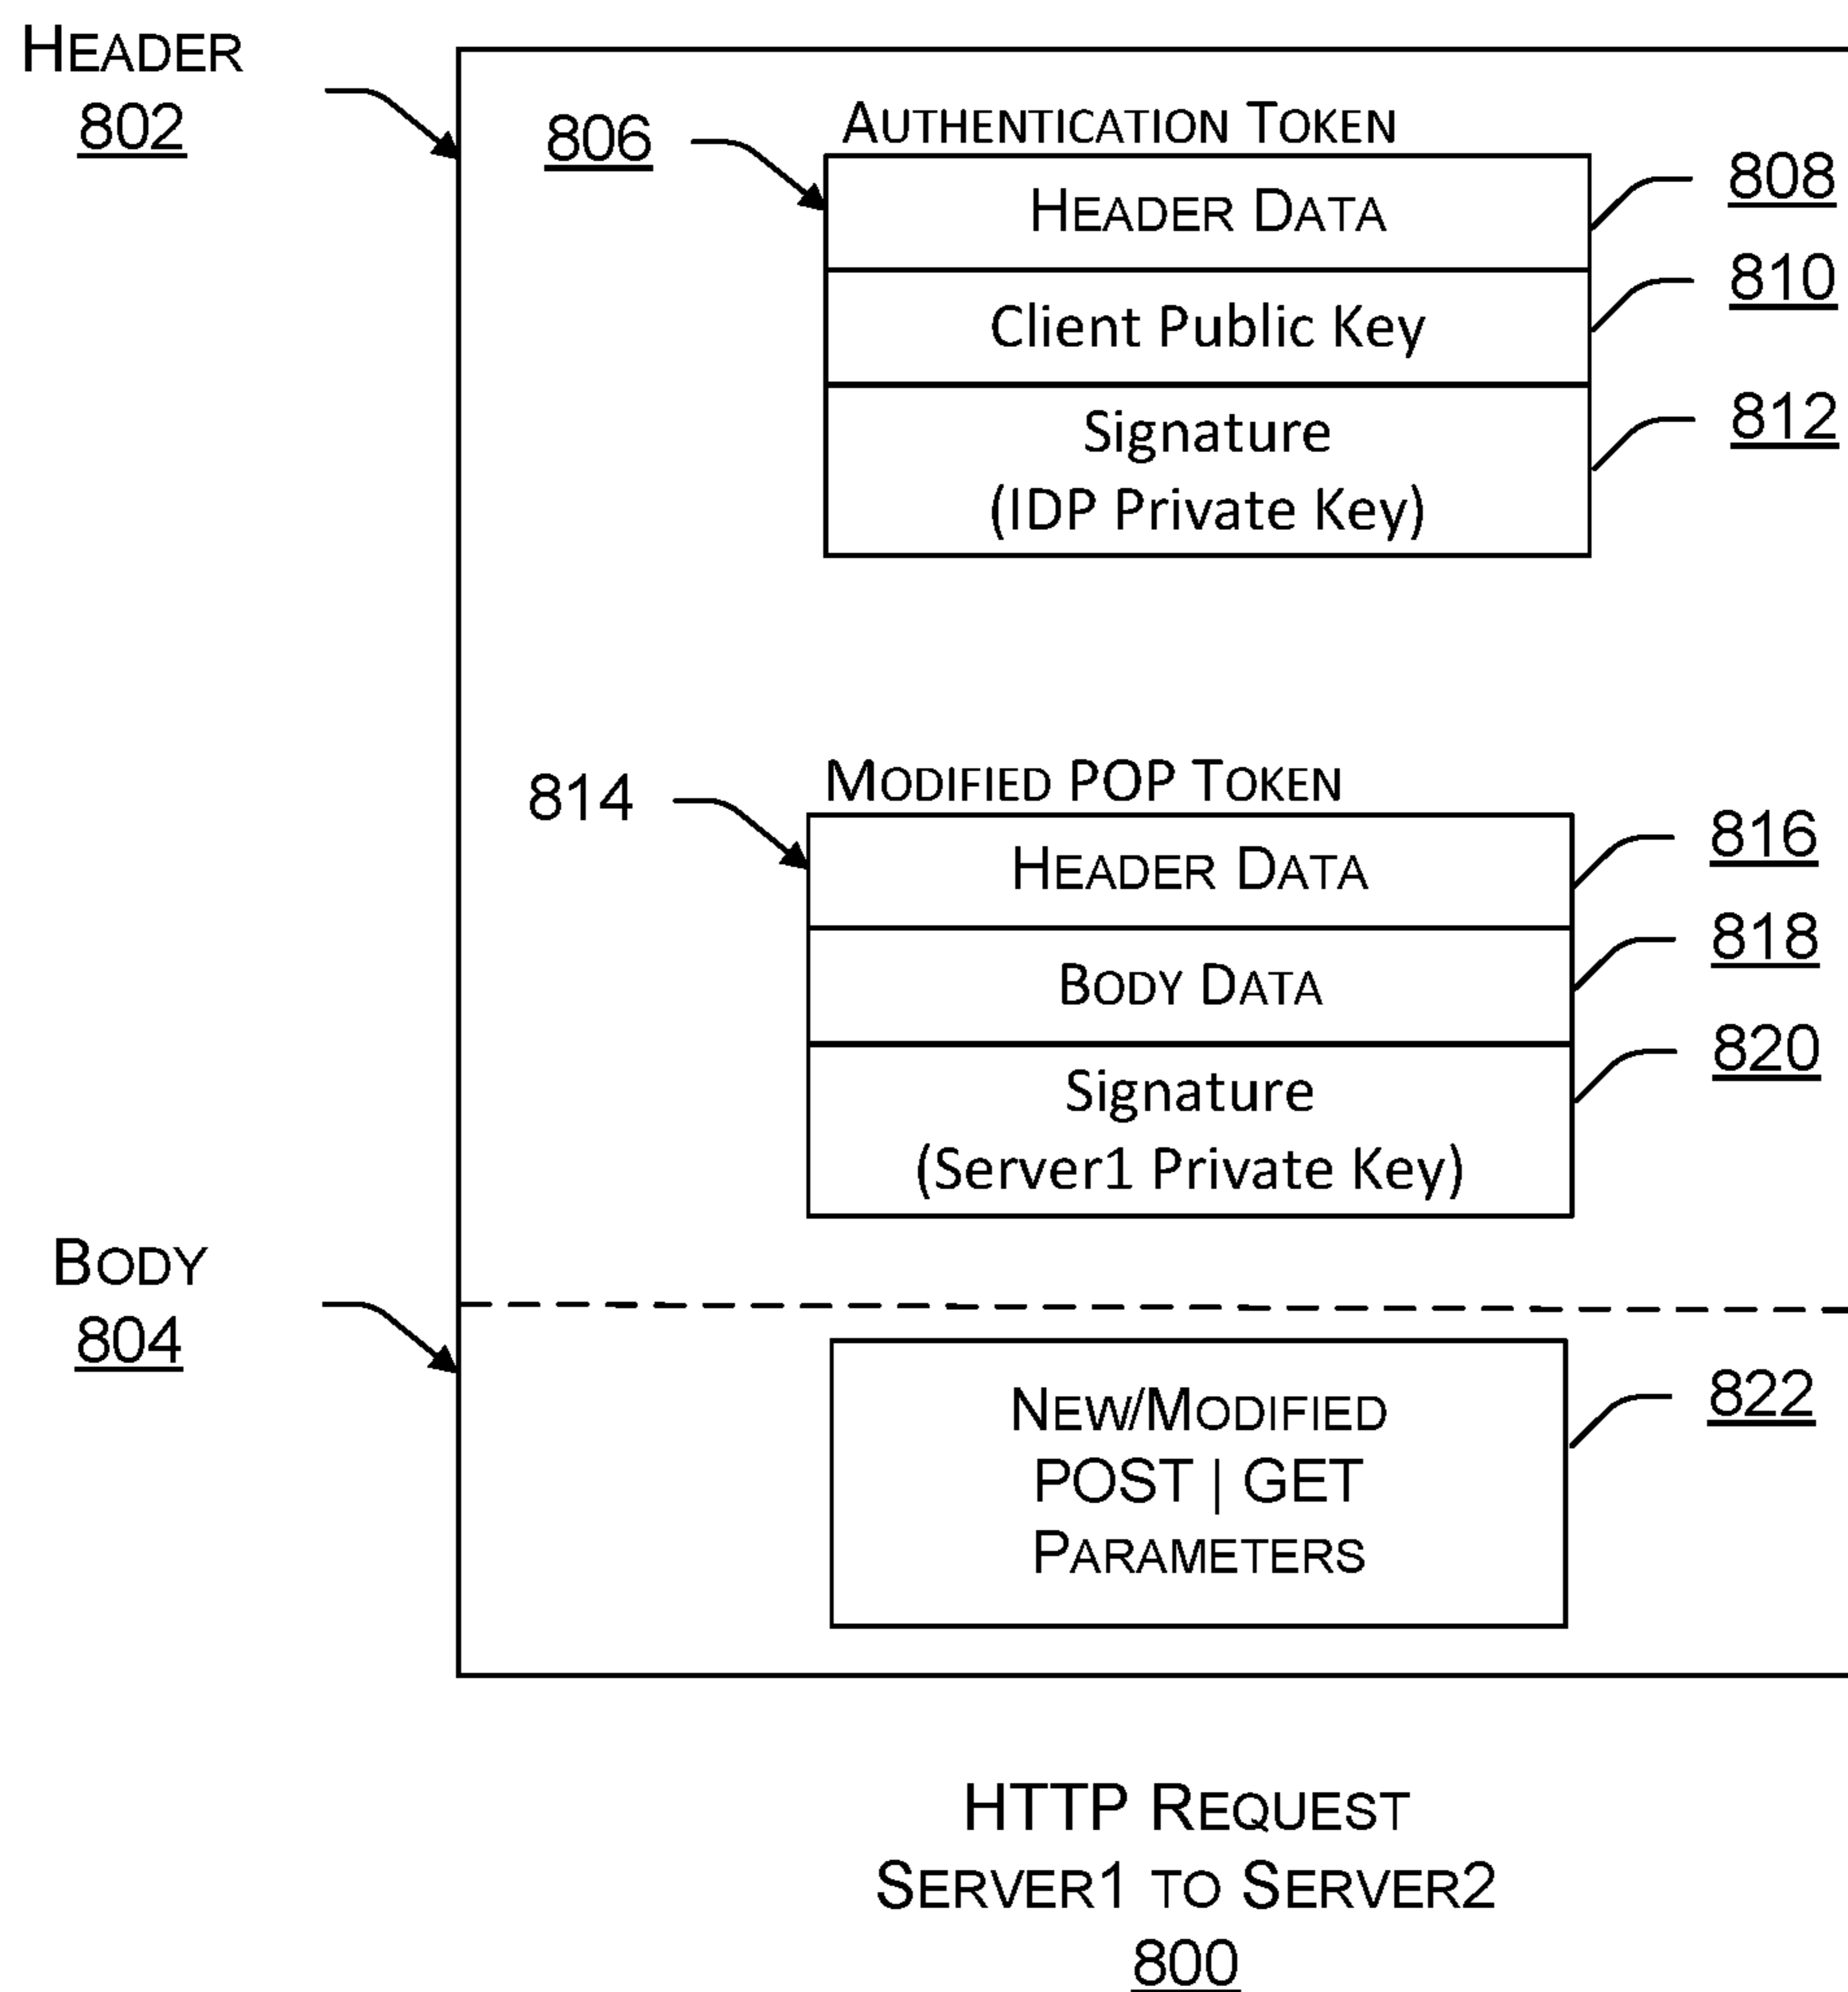 HEADER
802
806
AUTHENTICATION TOKEN
HEADER DATA
808
Client Public Key
810
Signature
(IDP Private Key)
812
814
MODIFIED POP TOKEN
HEADER DATA
816
BODY DATA
818
Signature
(Server1 Private Key)
820
BODY
804
NEW/MODIFIED
POST | GET
PARAMETERS
822
HTTP REQUEST
SERVER1 TO SERVER2
800